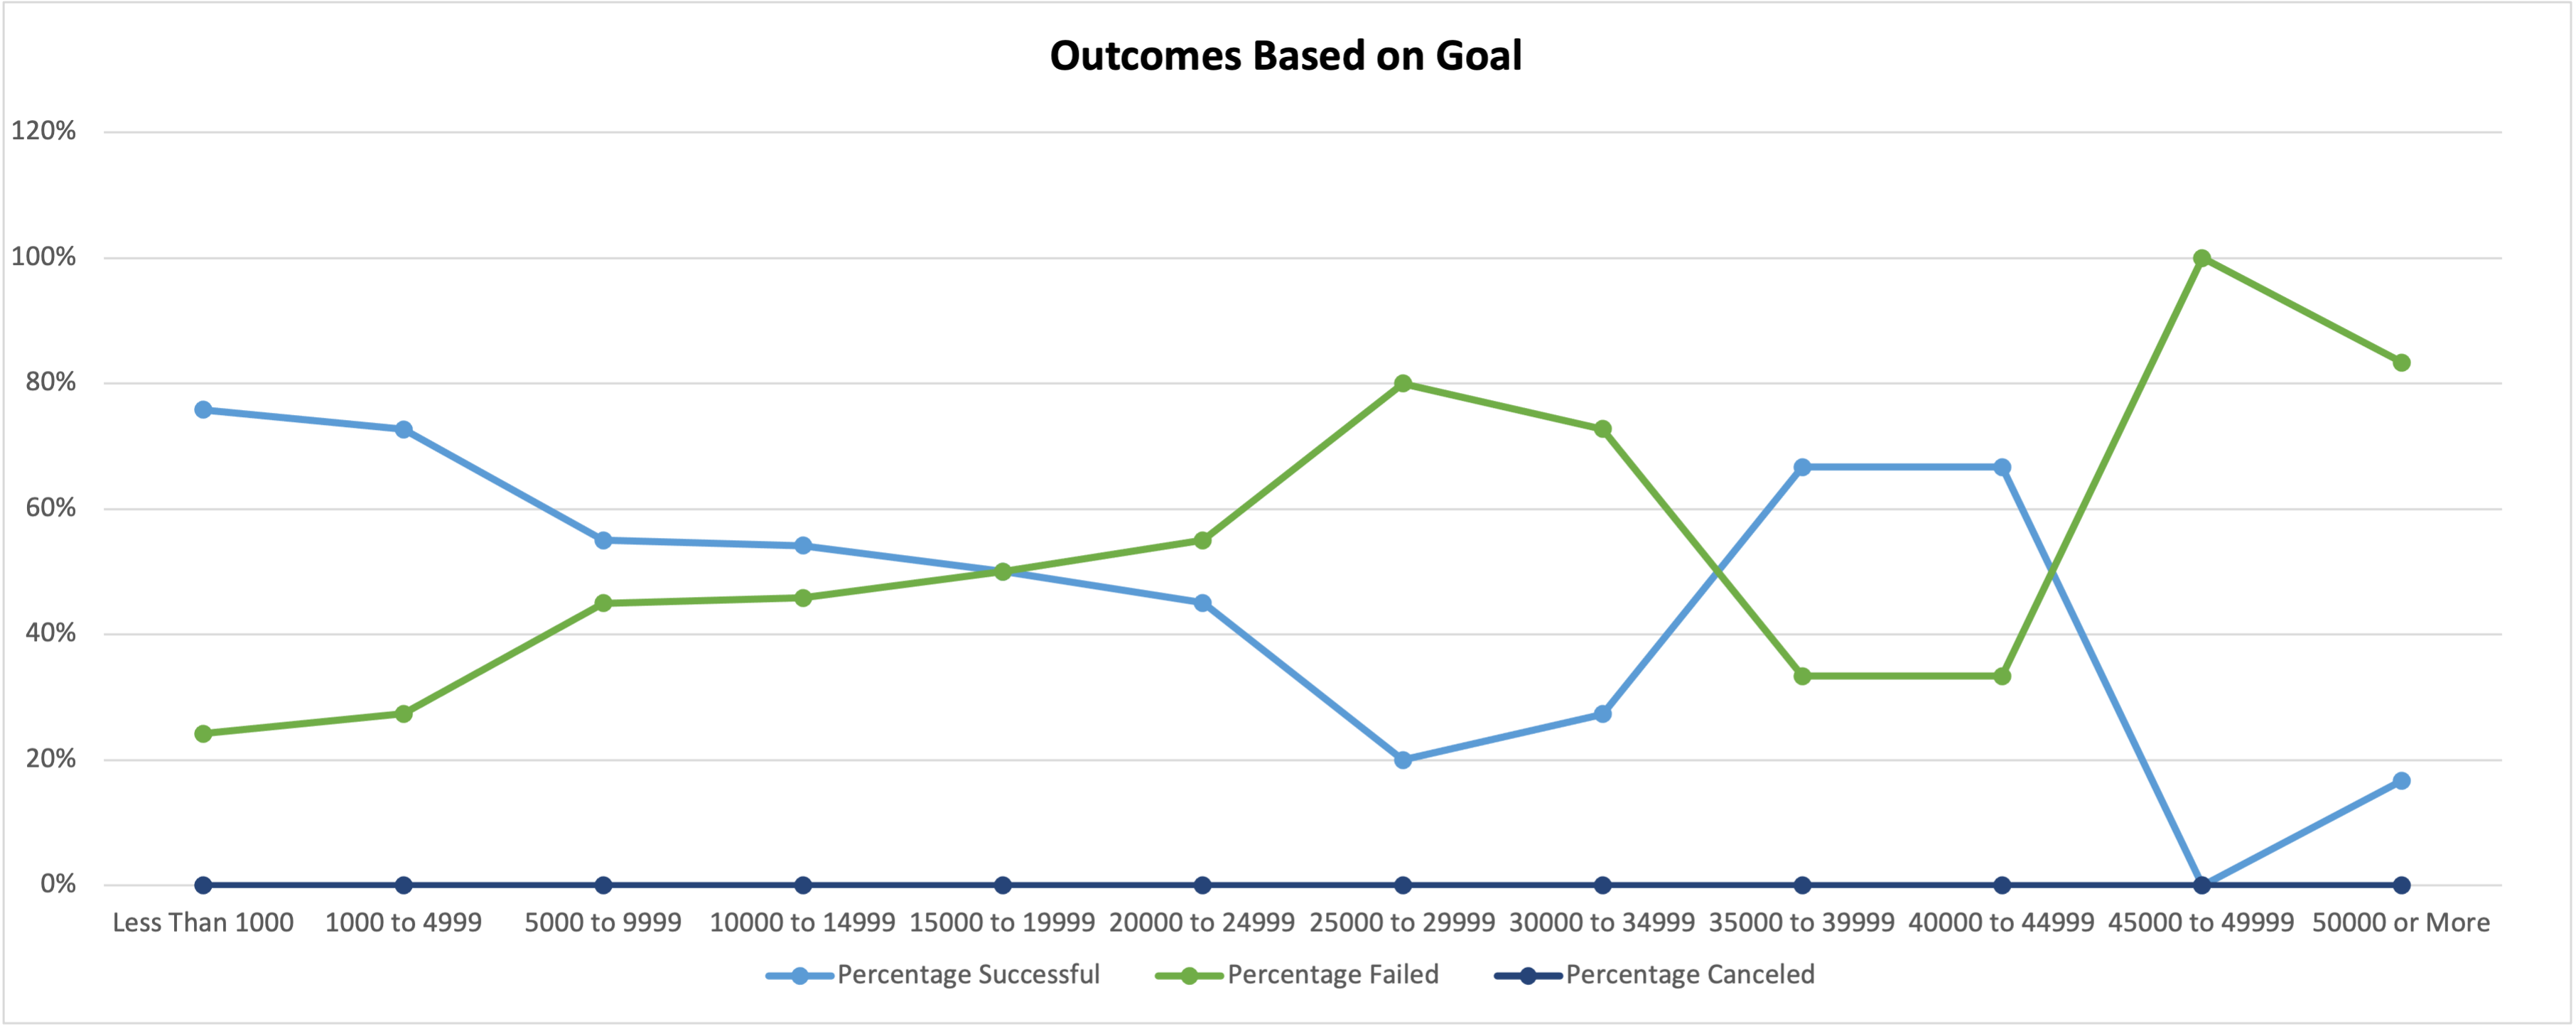 Outcomes Based on Goal
120%
100%
80%
60%
40%
20%
0%
Less Than 1000 1000 to 4999 5000 to 9999 10000 to 14999 15000 to 19999 20000 to 24999 25000 to 29999 30000 to 34999 35000 to 39999 40000 to 44999 45000 to 49999 50000 or More
Percentage Successful Percentage Failed Percentage Canceled